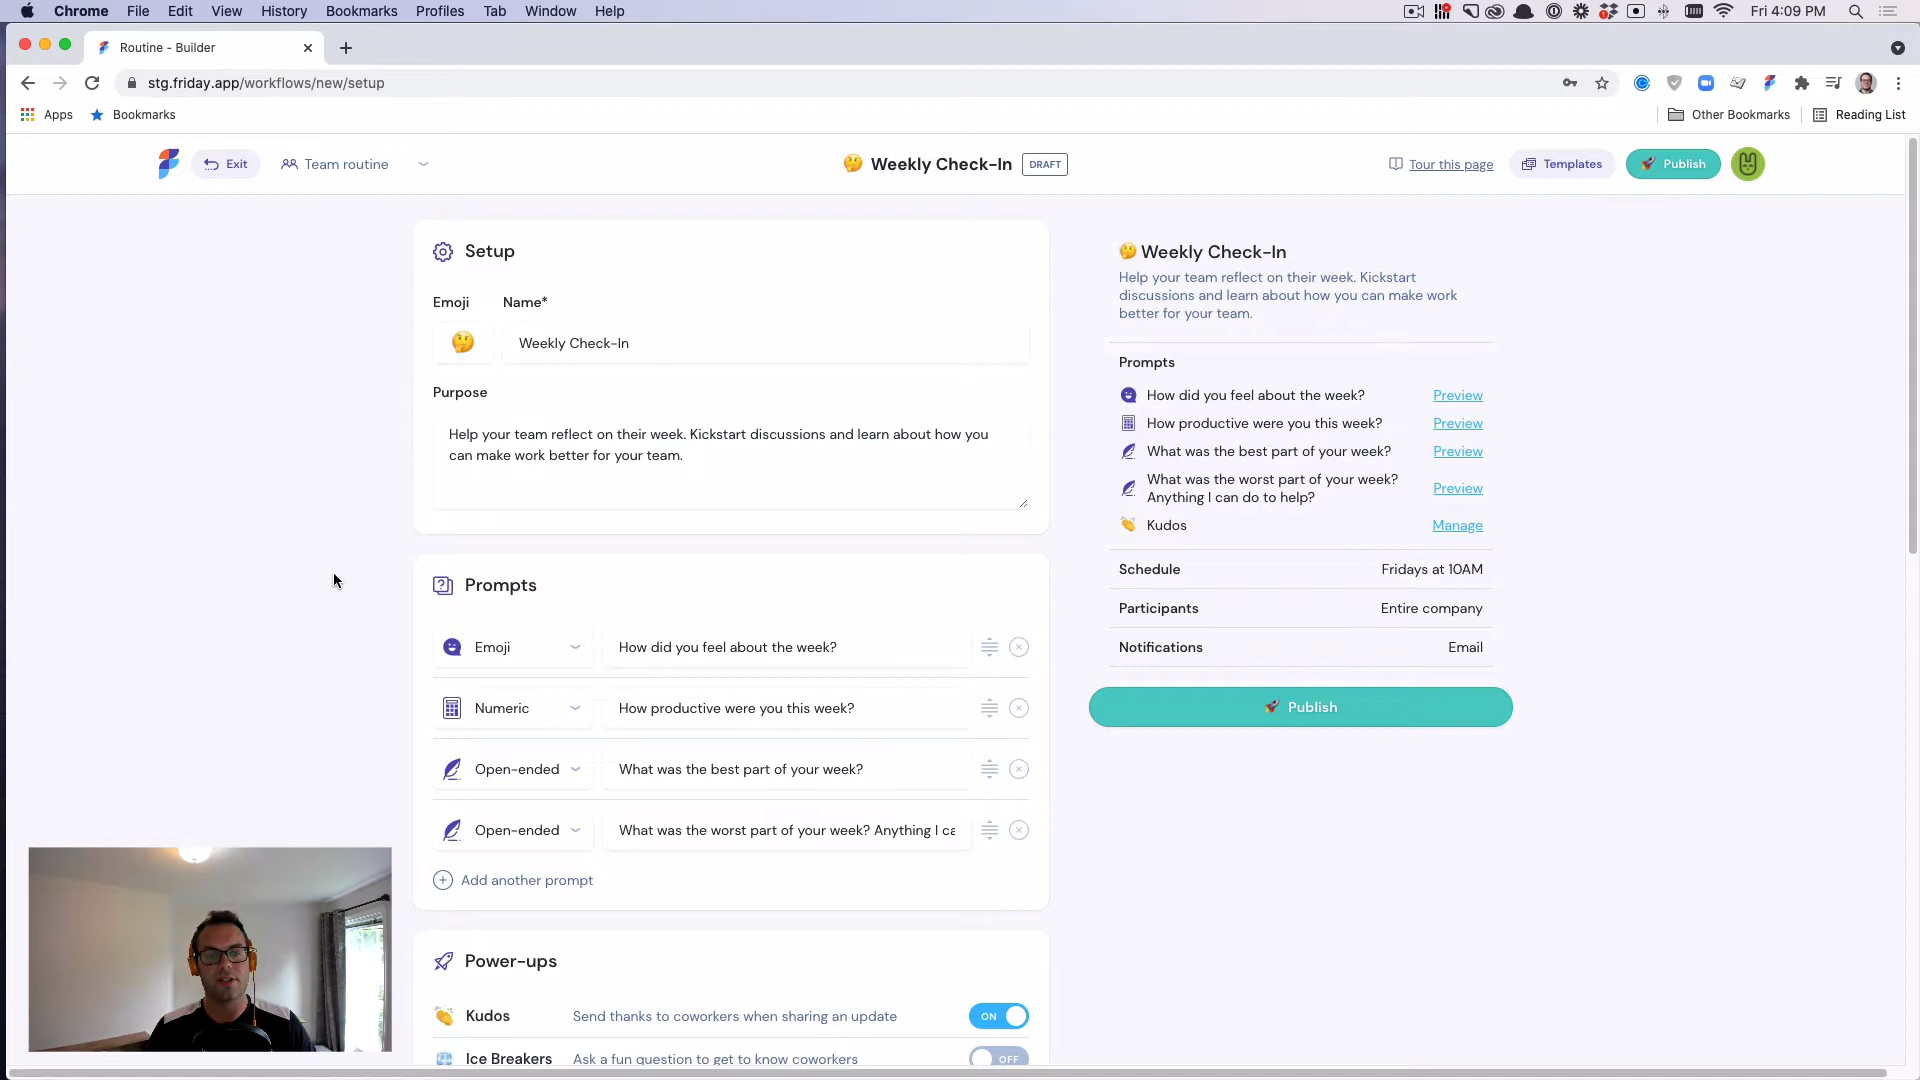 Chrome File Edit View History Bookmarks Profiles Tab Window Help Fri 4:09 PM
Routine - Builder
stg.friday.app/workflows/new/setup
Apps Bookmarks Other Bookmarks Reading List
Exit Team routine Weekly Check-In DRAFT Tour this page Templates Publish
Setup
Emoji Name*
Weekly Check-In
Purpose
Help your team reflect on their week. Kickstart discussions and learn about how you
can make work better for your team.
Prompts
Emoji How did you feel about the week?
Numeric How productive were you this week?
Open-ended What was the best part of your week?
Open-ended What was the worst part of your week? Anything I ca
Add another prompt
Power-ups
Kudos Send thanks to coworkers when sharing an update ON
Ice Breakers Ask a fun question to get to know coworkers OFF
Weekly Check-In
Help your team reflect on their week. Kickstart
discussions and learn about how you can make work
better for your team.
Prompts
How did you feel about the week? Preview
How productive were you this week? Preview
What was the best part of your week? Preview
What was the worst part of your week?
Anything I can do to help? Preview
Kudos Manage
Schedule Fridays at 10AM
Participants Entire company
Notifications Email
Publish